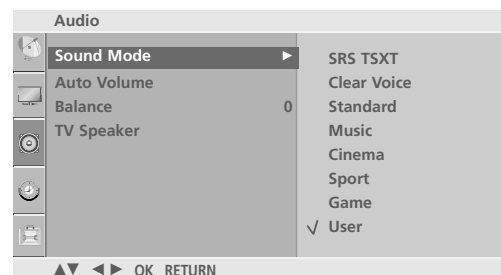 Audio
Sound Mode ►
Auto Volume
Balance 0
TV Speaker
SRS TSXT
Clear Voice
Standard
Music
Cinema
Sport
Game
√ User
▲▼ ◄► OK RETURN